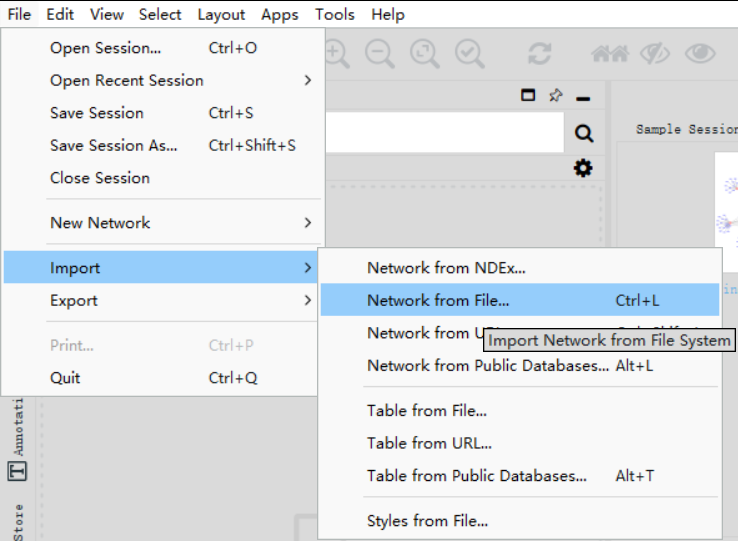 File Edit View Select Layout Apps Tools Help
Open Session... Ctrl+O
Open Recent Session
Save Session Ctrl+S
Save Session As... Ctrl+Shift+S
Close Session
New Network
Import
Export
Print... Ctrl+P
Quit Ctrl+Q
Sample Session
Network from NDEx...
Network from File... Ctrl+L
Network from
Import Network from File System
Network from Public Databases... Alt+L
Table from File...
Table from URL...
Table from Public Databases... Alt+T
Styles from File...
Annotati
T
Store
in